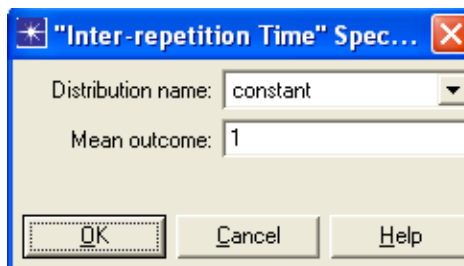 "Inter-repetition Time" Spec...
Distribution name: constant
Mean outcome: 1
OK Cancel Help